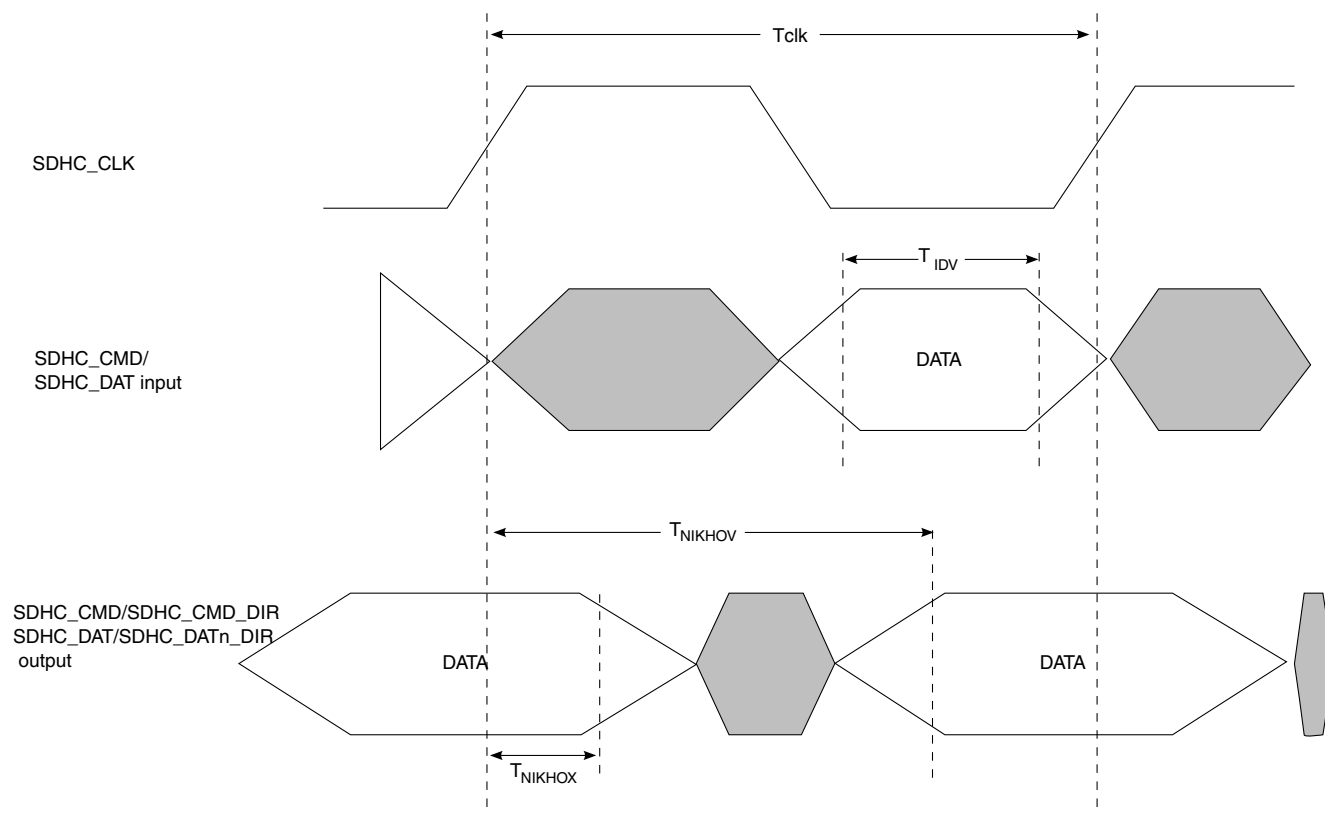 Tclk
SDHC_CLK
T IDV
SDHC_CMD/
SDHC_DAT input
DATA
TNIKHOV
SDHC_CMD/SDHC_CMD_DIR
SDHC_DAT/SDHC_DATn_DIR
output
DATA
DATA
TNIKHOX